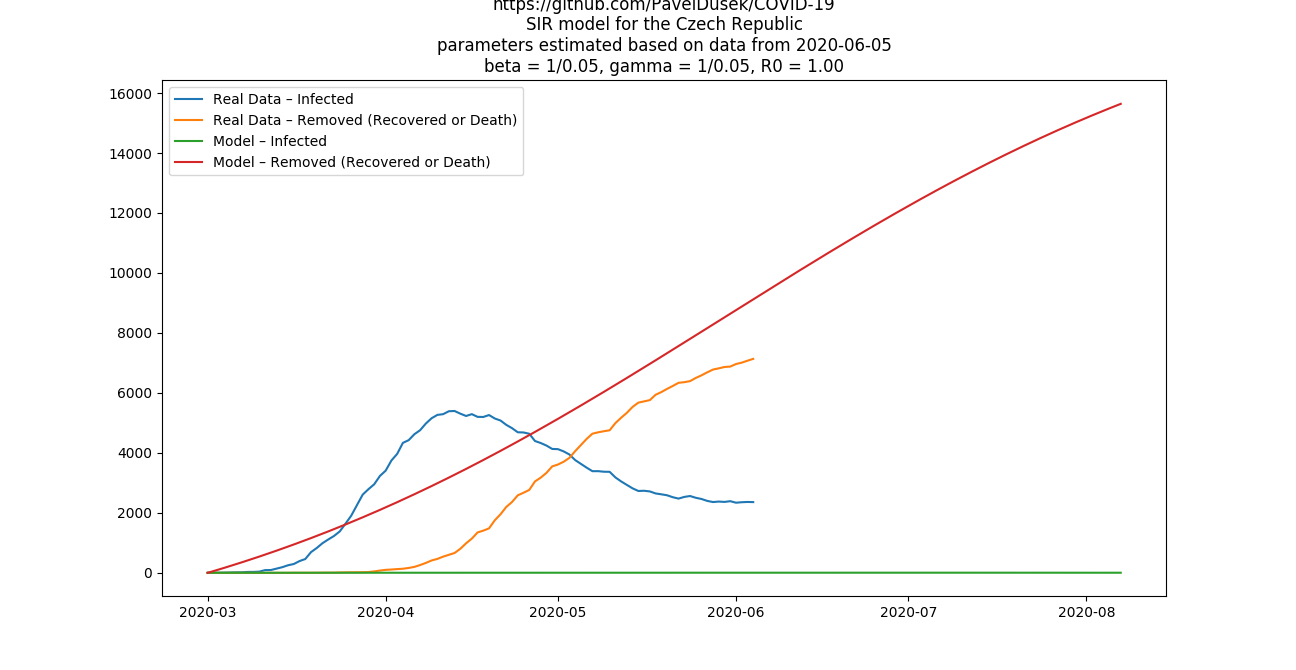 https://github.com/PavelDusek/COVID-19
SIR model for the Czech Republic
parameters estimated based on data from 2020-06-05
beta = 1/0.05, gamma = 1/0.05, R0 = 1.00
Real Data – Infected
Real Data – Removed (Recovered or Death)
Model – Infected
Model – Removed (Recovered or Death)
16000
14000
12000
10000
8000
6000
4000
2000
0
2020-03 2020-04 2020-05 2020-06 2020-07 2020-08